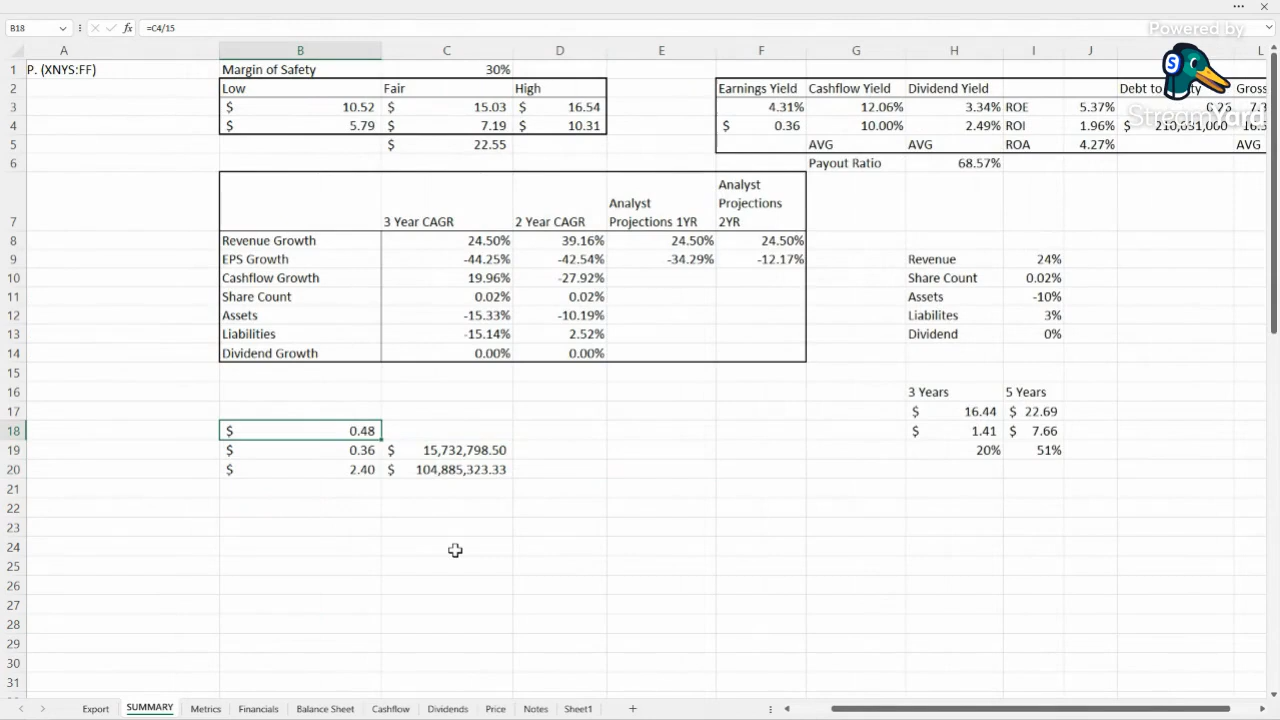 B18 =C4/15
Powered by
StreamYard
A B C D E F G H I J K L
1 P. (XNYS:FF) Margin of Safety 30%
2 Low Fair High Earnings Yield Cashflow Yield Dividend Yield Debt to Gros
3 $ 10.52 $ 15.03 $ 16.54 4.31% 12.06% 3.34% ROE 5.37%
4 $ 5.79 $ 7.19 $ 10.31 $ 0.36 10.00% 2.49% ROI 1.96% $
5 $ 22.55 AVG AVG ROA 4.27% AVG
6 Payout Ratio 68.57%
7 3 Year CAGR 2 Year CAGR Analyst Projections 1YR Analyst Projections 2YR
8 Revenue Growth 24.50% 39.16% 24.50% 24.50%
9 EPS Growth -44.25% -42.54% -34.29% -12.17% Revenue 24%
10 Cashflow Growth 19.96% -27.92% Share Count 0.02%
11 Share Count 0.02% 0.02% Assets -10%
12 Assets -15.33% -10.19% Liabilites 3%
13 Liabilities -15.14% 2.52% Dividend 0%
14 Dividend Growth 0.00% 0.00%
15
16 3 Years 5 Years
17 $ 16.44 $ 22.69
18 $ 0.48 $ 1.41 $ 7.66
19 $ 0.36 $ 15,732,798.50 20% 51%
20 $ 2.40 $ 104,885,323.33
21
22
23
24
25
26
27
28
29
30
31
Export SUMMARY Metrics Financials Balance Sheet Cashflow Dividends Price Notes Sheet1